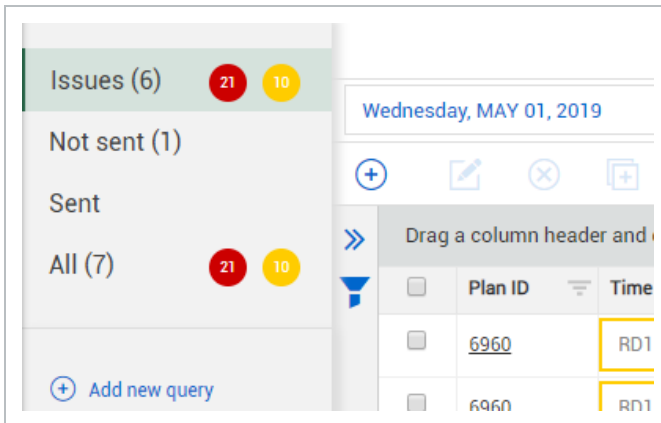 Issues (6) 21 10
Not sent (1)
Sent
All (7) 21 10
Add new query
Wednesday, MAY 01, 2019
Drag a column header and
Plan ID Time
6960 RD1
6960 RD1